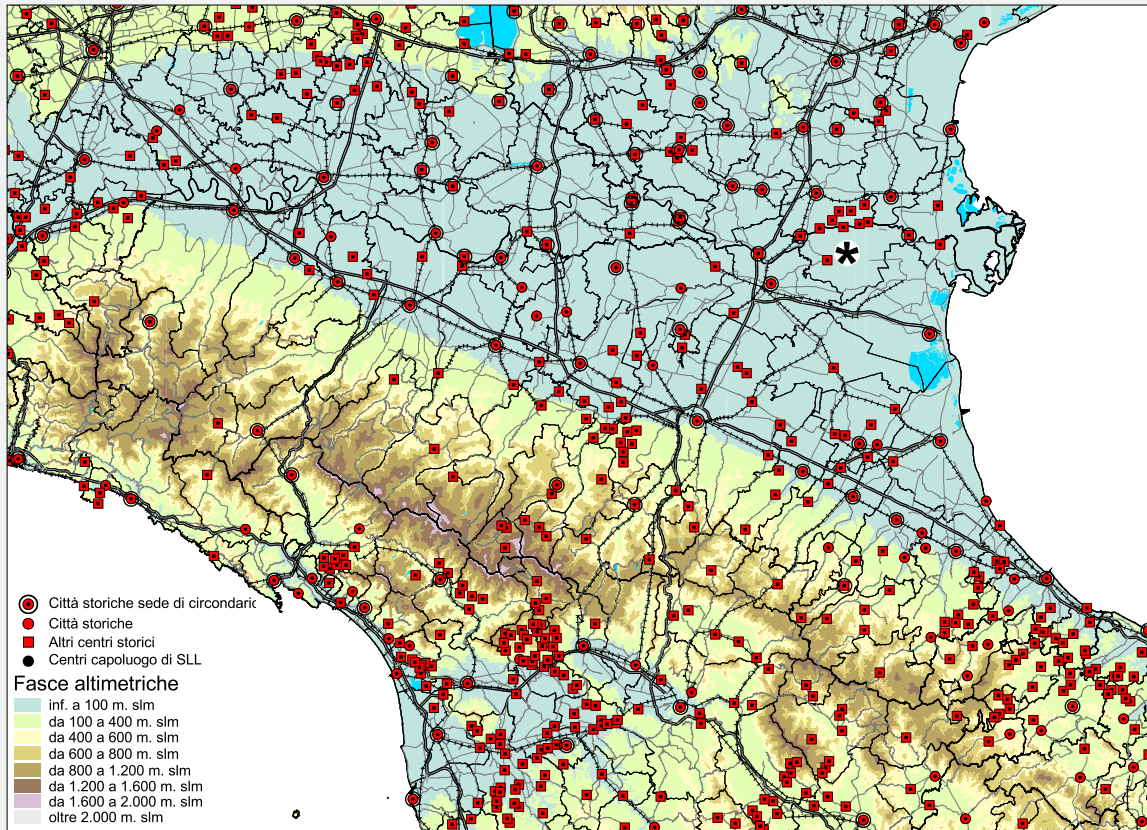 Città storiche sede di circondaric
Città storiche
Altri centri storici
Centri capoluogo di SLL
Fasce altimetriche
inf. a 100 m. slm
da 100 a 400 m. slm
da 400 a 600 m. slm
da 600 a 800 m. slm
da 800 a 1.200 m. slm
da 1.200 a 1.600 m. slm
da 1.600 a 2.000 m. slm
oltre 2.000 m. slm